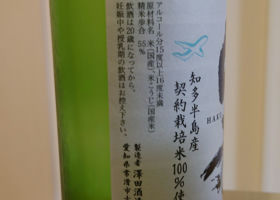 知多半島産
契約栽培米100%使
HAKU
アルコール分15度以上16度未満
原材料名 米(国産)、米こうじ(国産米)
精米歩合 55%
飲酒は20歳になってから。
妊娠中や授乳期の飲酒はお控え下さい。
製造者 澤田酒造
愛知県常滑市古